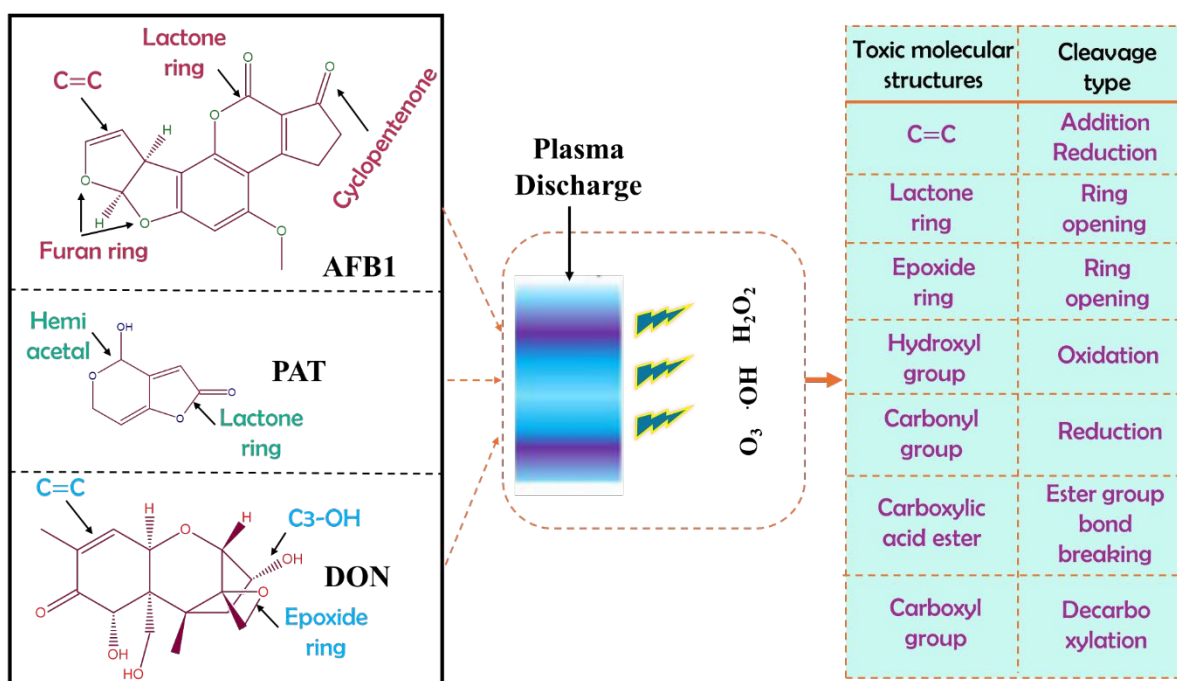 Lactone
ring
C=C
O
O
O
H
O
H
O
O
Cyclopentenone
Furan ring
AFB1
Hemi
acetal
OH
O
O
O
PAT
Lactone
ring
C=C
H
O
H
C3-OH
OH
O
O
DON
Epoxide
ring
OH
HO
Plasma
Discharge
O₃ ·OH H₂O₂
Toxic molecular
structures
Cleavage
type
C=C
Addition
Reduction
Lactone
ring
Ring
opening
Epoxide
ring
Ring
opening
Hydroxyl
group
Oxidation
Carbonyl
group
Reduction
Carboxylic
acid ester
Ester group
bond
breaking
Carboxyl
group
Decarbo
xylation